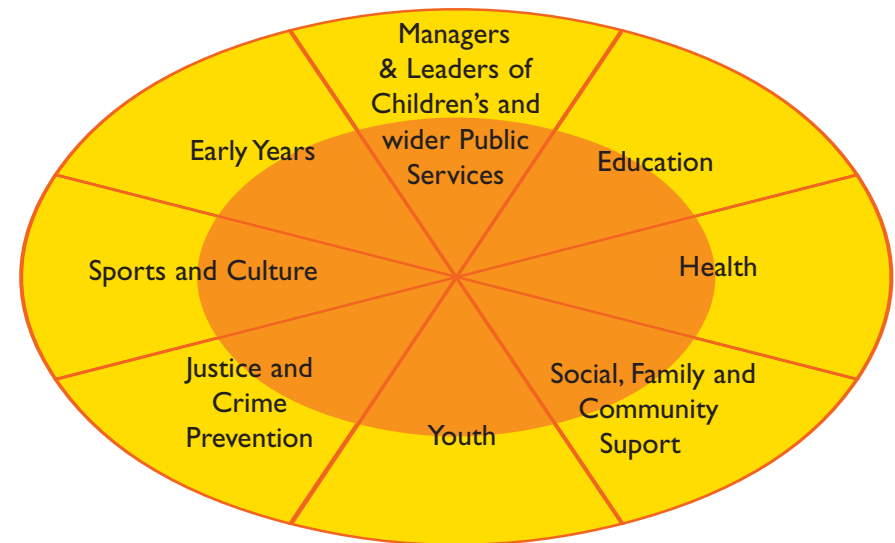 Managers
& Leaders of
Children’s and
wider Public
Services
Early Years
Education
Sports and Culture
Health
Justice and
Crime
Prevention
Social, Family and
Community
Suport
Youth